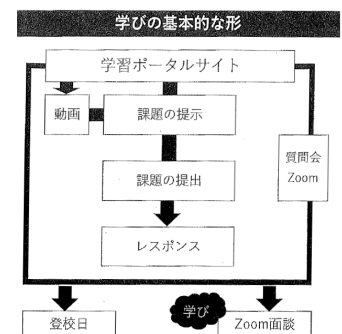 学びの基本的な形
学習ポータルサイト
動画
課題の提示
質問会
Zoom
課題の提出
レスポンス
学び
登校日
Zoom面談